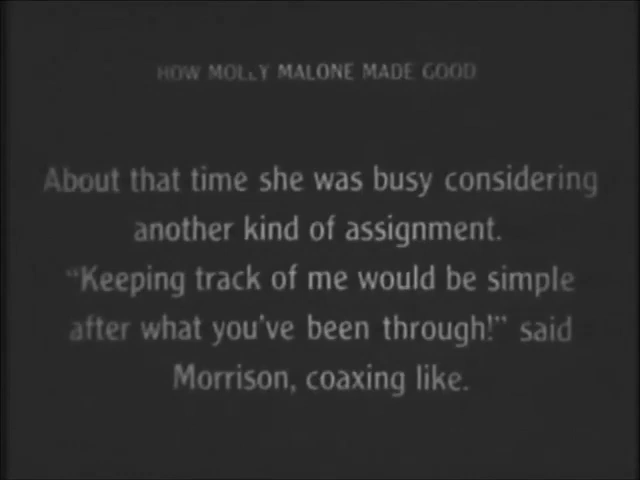 HOW MOLLY MALONE MADE GOOD
About that time she was busy considering
another kind of assignment.
“Keeping track of me would be simple
after what you've been through!” said
Morrison, coaxing like.